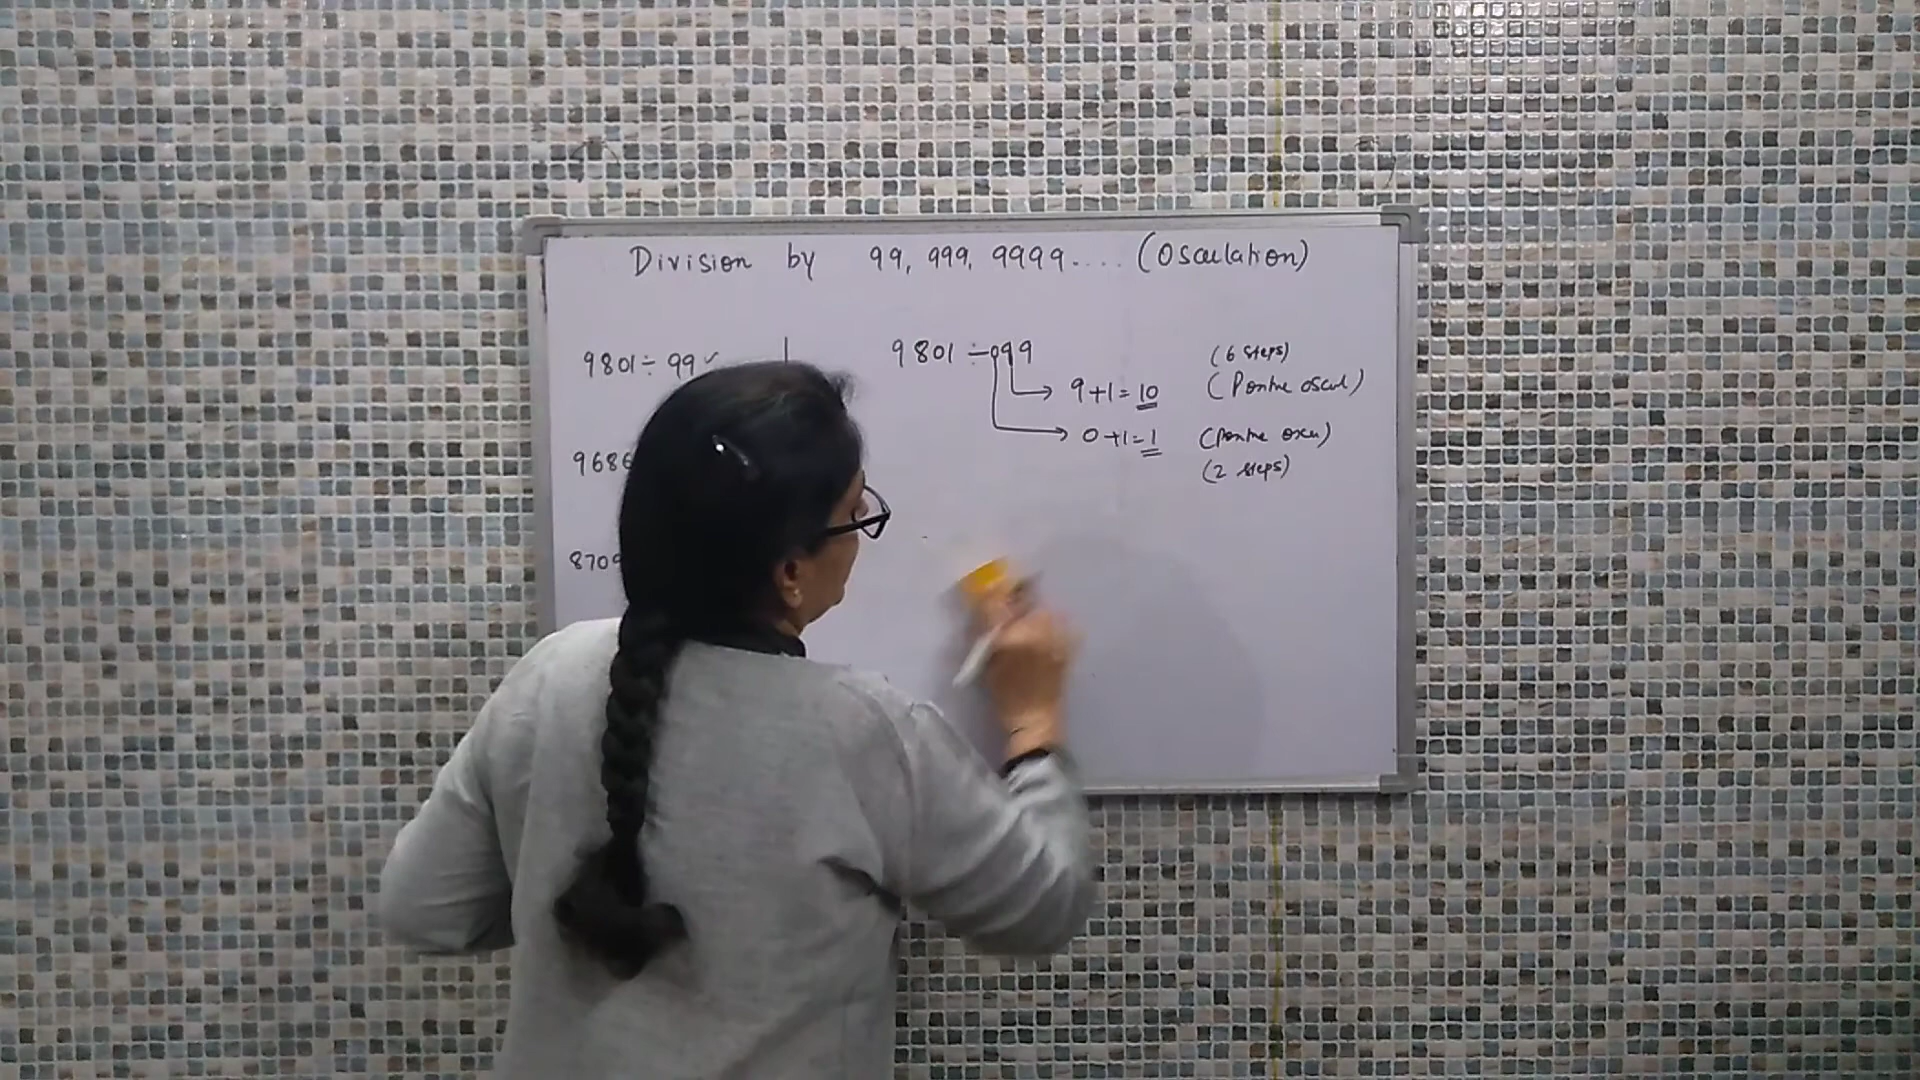 Division by 99, 999, 9999.... (Osculation)
9801 ÷ 99 ✓
9801 ÷ 099
(6 steps)
9+1=10 (Positive oscul)
0+1=1 (positive oscu)
(2 steps)
9686
8709